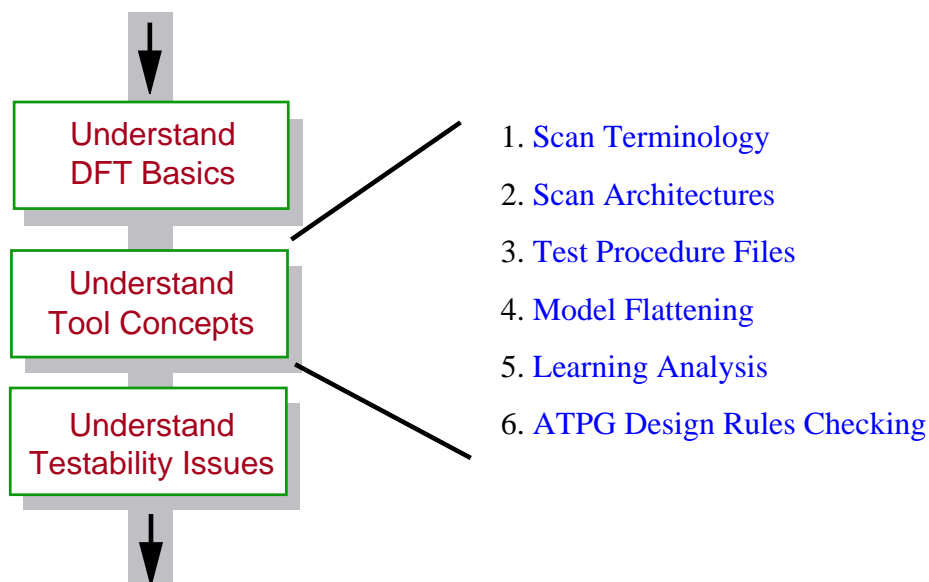 Understand
DFT Basics
Understand
Tool Concepts
Understand
Testability Issues
1. Scan Terminology
2. Scan Architectures
3. Test Procedure Files
4. Model Flattening
5. Learning Analysis
6. ATPG Design Rules Checking